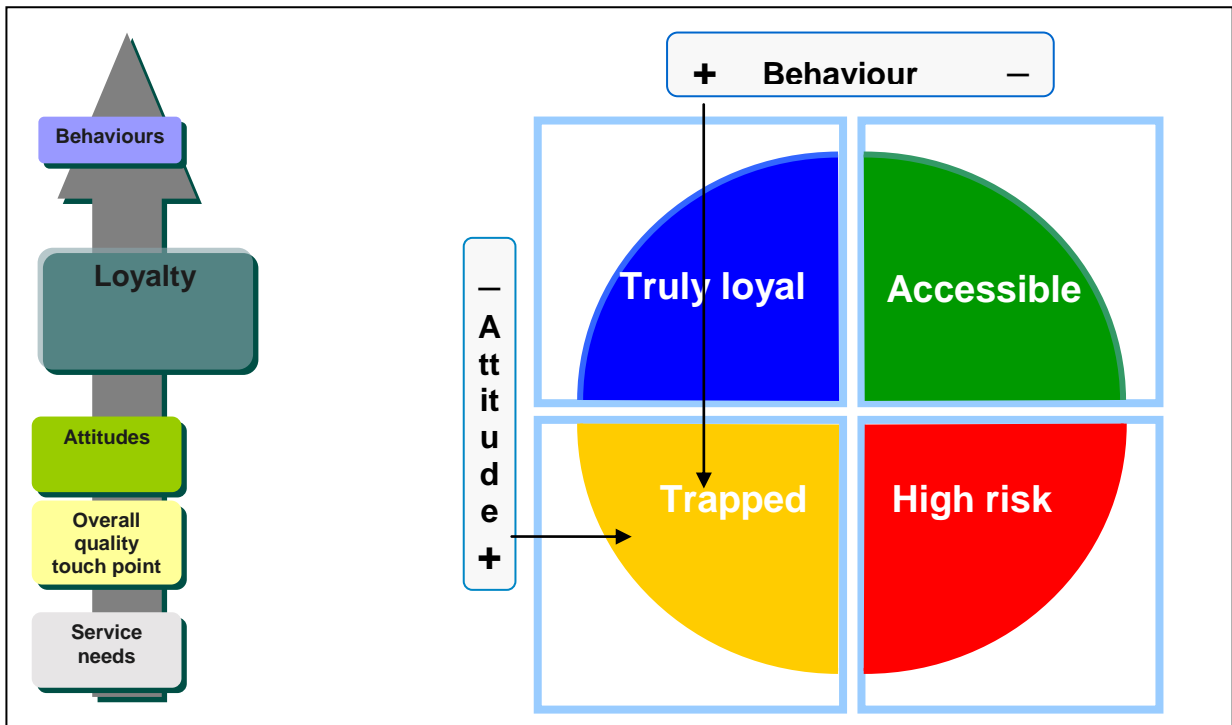 Behaviours
Loyalty
Attitudes
Overall
quality
touch point
Service
needs
+ Behaviour –
–
A
tt
it
u
d
e
+
Truly loyal
Accessible
Trapped
High risk